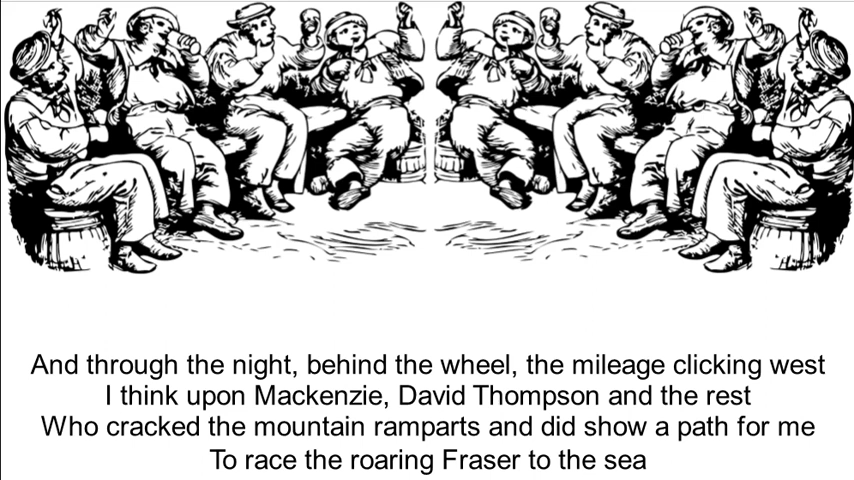 And through the night, behind the wheel, the mileage clicking west
I think upon Mackenzie, David Thompson and the rest
Who cracked the mountain ramparts and did show a path for me
To race the roaring Fraser to the sea